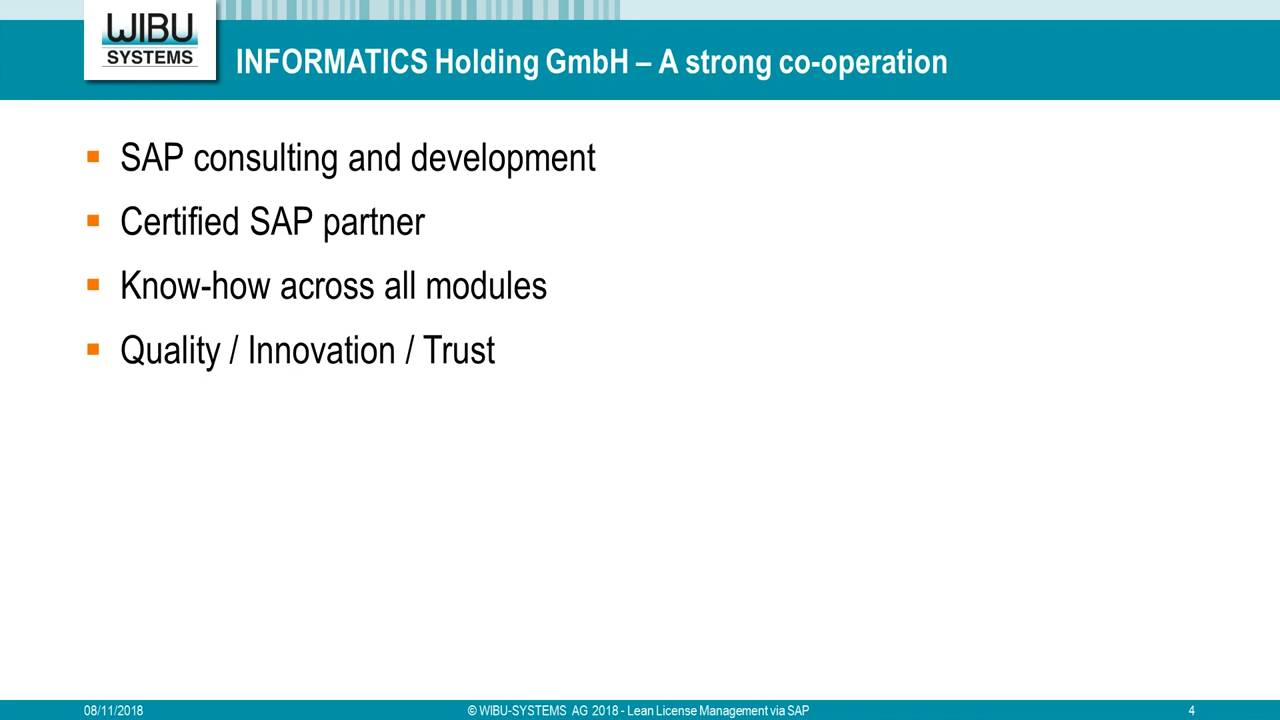 WIBU
SYSTEMS
INFORMATICS Holding GmbH – A strong co-operation
SAP consulting and development
Certified SAP partner
Know-how across all modules
Quality / Innovation / Trust
08/11/2018
© WIBU-SYSTEMS AG 2018 - Lean License Management via SAP
4